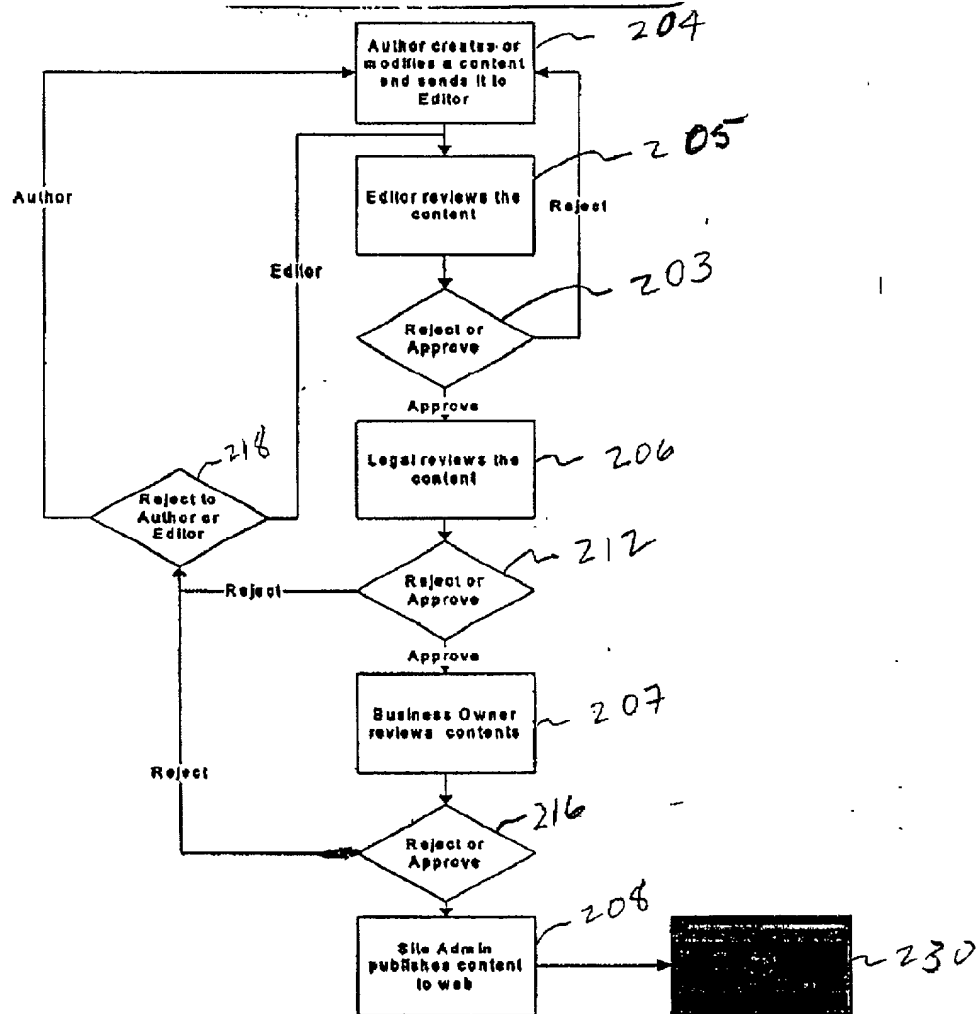 Author creates or
modifies a content
and sends it to
Editor
204
Editor reviews the
content
205
Author
Reject
Editor
Reject or
Approve
203
Approve
Legal reviews the
content
206
218
Reject to
Author or
Editor
Reject or
Approve
212
Reject
Approve
Business Owner
reviews contents
207
Reject
Reject or
Approve
216
Site Admin
publishes content
to web
208
230